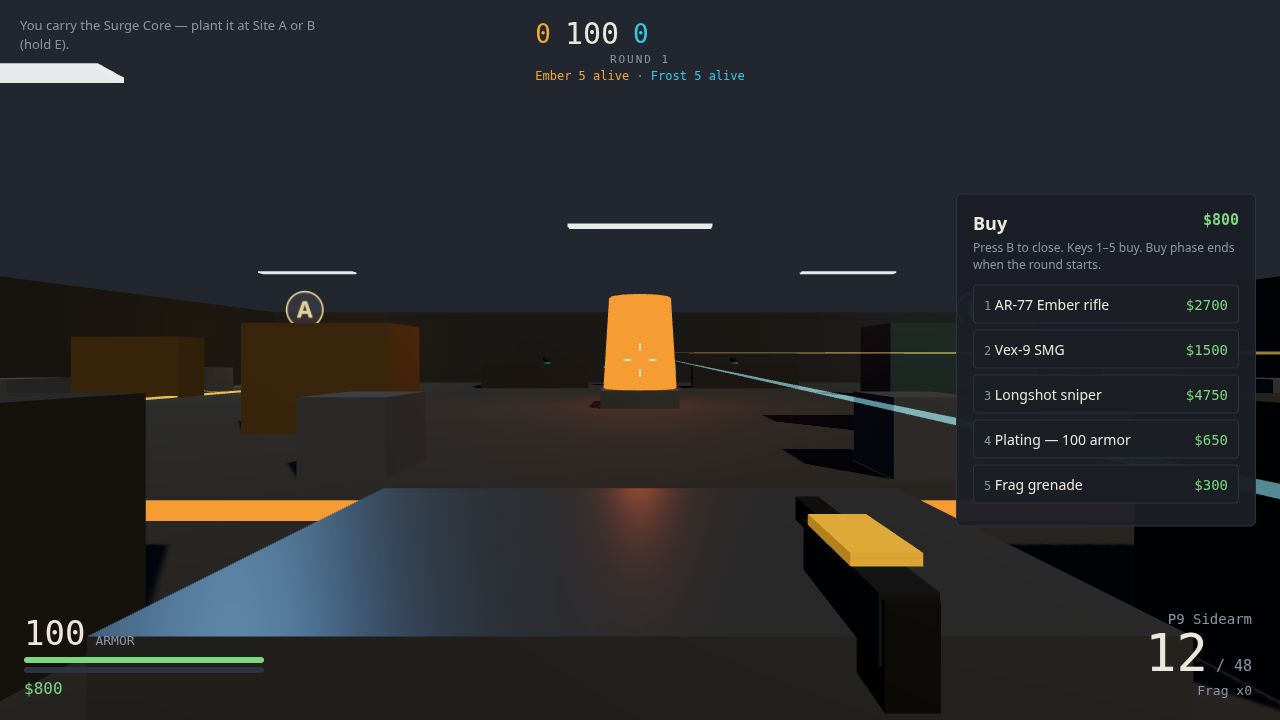 You carry the Surge Core — plant it at Site A or B
(hold E).
0 100 0
ROUND 1
Ember 5 alive · Frost 5 alive
A
Buy $800
Press B to close. Keys 1–5 buy. Buy phase ends
when the round starts.
1 AR-77 Ember rifle $2700
2 Vex-9 SMG $1500
3 Longshot sniper $4750
4 Plating — 100 armor $650
5 Frag grenade $300
100 ARMOR
$800
P9 Sidearm
12 / 48
Frag x0